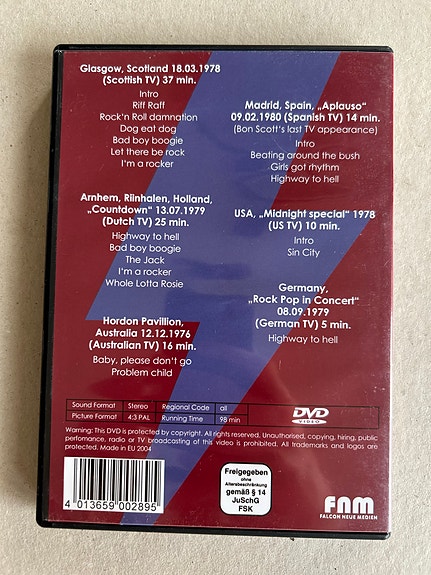 Glasgow, Scotland 18.03.1978
(Scottish TV) 37 min.
Intro
Riff Raff
Rock'n Roll damnation
Dog eat dog
Bad boy boogie
Let there be rock
I'm a rocker
Arnhem, Rijnhalen, Holland,
„Countdown“ 13.07.1979
(Dutch TV) 25 min.
Highway to hell
Bad boy boogie
The Jack
I'm a rocker
Whole Lotta Rosie
Hordon Pavillion,
Australia 12.12.1976
(Australian TV) 16 min.
Baby, please don't go
Problem child
Madrid, Spain, „Aplauso“
09.02.1980 (Spanish TV) 14 min.
(Bon Scott's last TV appearance)
Intro
Beating around the bush
Girls got rhythm
Highway to hell
USA, „Midnight special“ 1978
(US TV) 10 min.
Intro
Sin City
Germany,
„Rock Pop in Concert“
08.09.1979
(German TV) 5 min.
Highway to hell
Sound Format Stereo Regional Code all
Picture Format 4:3 PAL Running Time 98 min
DVD
VIDEO
Warning: This DVD is protected by copyright. All rights reserved. Unauthorised, copying, hiring, public
perfomance, radio or TV broadcasting of this video is prohibited. All trademarks and logos are
protected. Made in EU 2004
4 013659 002895
Freigegeben
ohne
Altersbeschränkung
gemäß § 14
JuSchG
FSK
FNM
FALCON NEUE MEDIEN